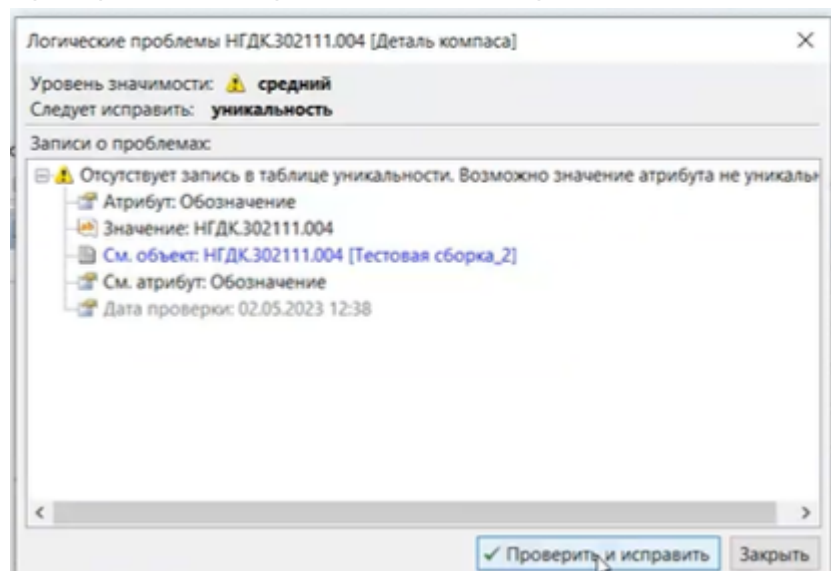 Логические проблемы НГДК.302111.004 [Деталь компаса]
Уровень значимости: средний
Следует исправить: уникальность
Записи о проблемах:
Отсутствует запись в таблице уникальности. Возможно значение атрибута не уникальн
Атрибут: Обозначение
Значение: НГДК.302111.004
См. объект: НГДК.302111.004 [Тестовая сборка_2]
См. атрибут: Обозначение
Дата проверки: 02.05.2023 12:38
Проверить и исправить Закрыть